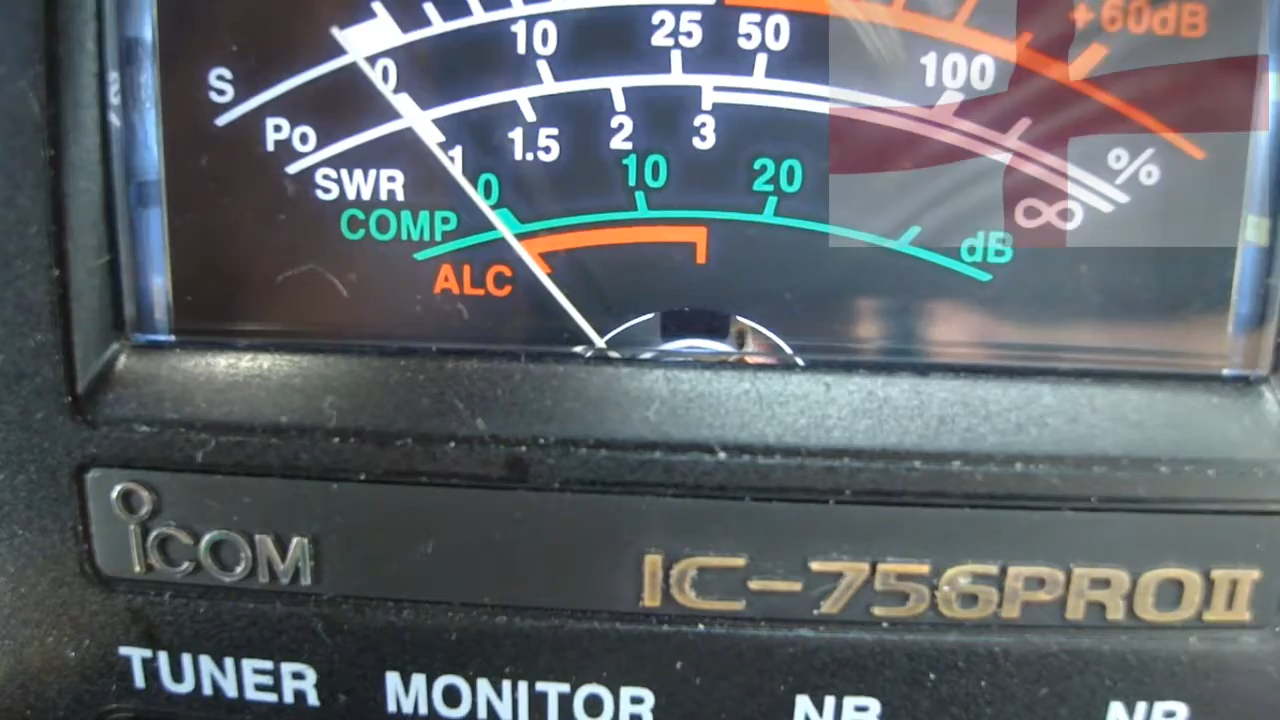 +60dB
S 0 10 25 50 100 %
Po
1 1.5 2 3 ∞
SWR
0 10 20 dB
COMP
ALC
ICOM
IC-756PROII
TUNER MONITOR